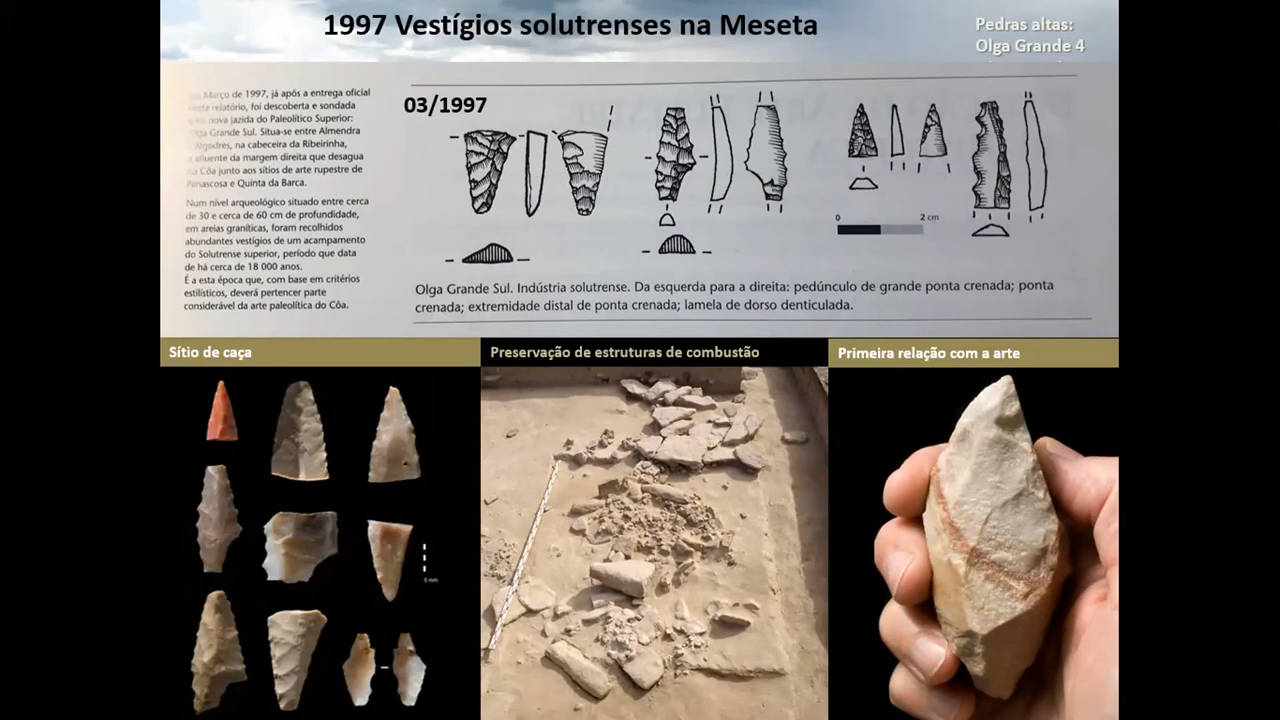 1997 Vestígios solutrenses na Meseta
Pedras altas:
Olga Grande 4
Março de 1997, já após a entrega oficial
relatório, foi descoberta e sondada
nova jazida do Paleolítico Superior:
Grande Sul. Situa-se entre Almendra
Algodres, na cabeceira da Ribeirinha,
afluente da margem direita que desagua
Côa junto aos sítios de arte rupestre de
Penascosa e Quinta da Barca.
Num nível arqueológico situado entre cerca
de 30 e cerca de 60 cm de profundidade,
em areias graníticas, foram recolhidos
abundantes vestígios de um acampamento
do Solutrense superior, período que data
de há cerca de 18 000 anos.
É a esta época que, com base em critérios
estilísticos, deverá pertencer parte
considerável da arte paleolítica do Côa.
03/1997
0 2 cm
Olga Grande Sul. Indústria solutrense. Da esquerda para a direita: pedúnculo de grande ponta crenada; ponta
crenada; extremidade distal de ponta crenada; lamela de dorso denticulada.
Sítio de caça
Preservação de estruturas de combustão
Primeira relação com a arte
5 mm